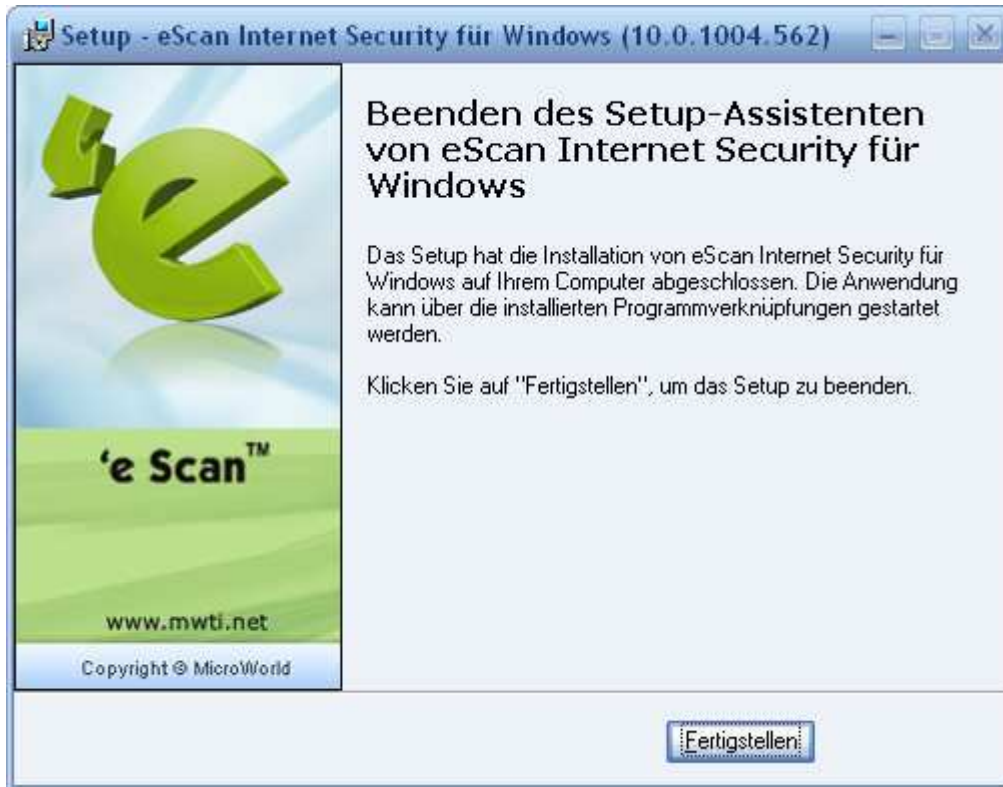 Setup - eScan Internet Security für Windows (10.0.1004.562)
Beenden des Setup-Assistenten
von eScan Internet Security für
Windows
Das Setup hat die Installation von eScan Internet Security für
Windows auf Ihrem Computer abgeschlossen. Die Anwendung
kann über die installierten Programmverknüpfungen gestartet
werden.
Klicken Sie auf "Fertigstellen", um das Setup zu beenden.
‘e Scan™
www.mwti.net
Copyright © MicroWorld
Fertigstellen